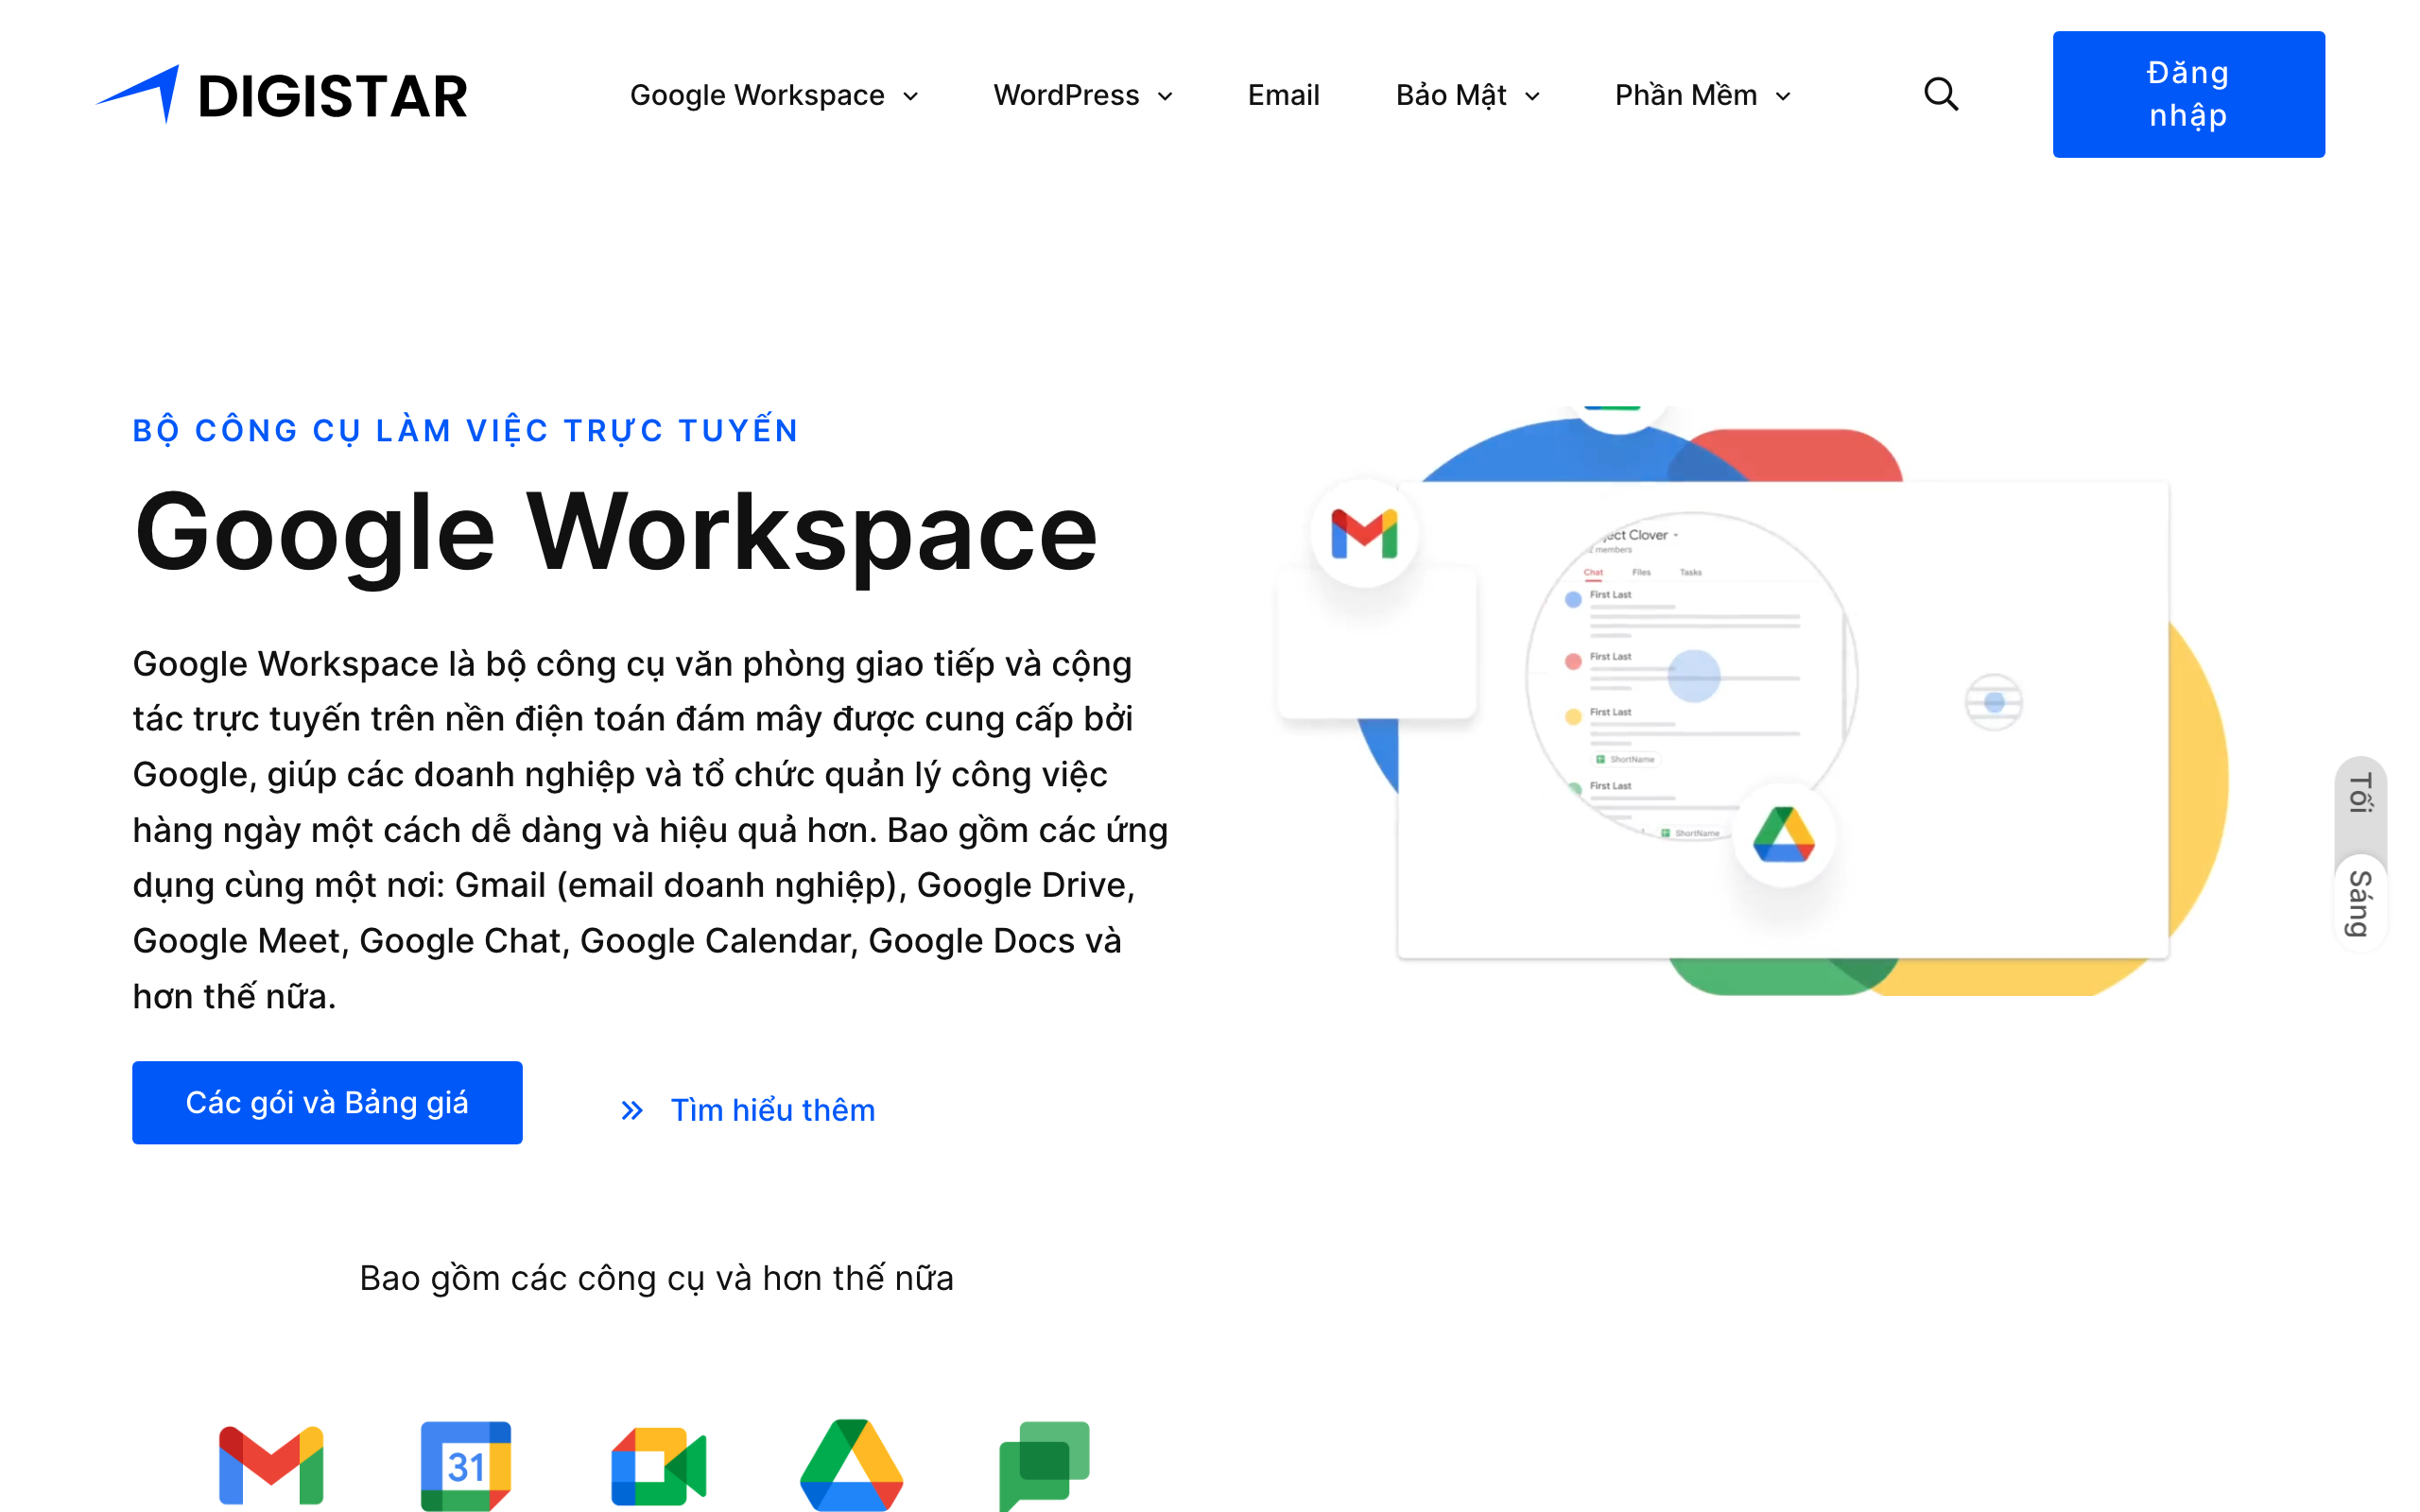 DIGISTAR
Google Workspace
WordPress
Email
Bảo Mật
Phần Mềm
Đăng
nhập
BỘ CÔNG CỤ LÀM VIỆC TRỰC TUYẾN
Google Workspace
Google Workspace là bộ công cụ văn phòng giao tiếp và cộng
tác trực tuyến trên nền điện toán đám mây được cung cấp bởi
Google, giúp các doanh nghiệp và tổ chức quản lý công việc
hàng ngày một cách dễ dàng và hiệu quả hơn. Bao gồm các ứng
dụng cùng một nơi: Gmail (email doanh nghiệp), Google Drive,
Google Meet, Google Chat, Google Calendar, Google Docs và
hơn thế nữa.
Các gói và Bảng giá
Tìm hiểu thêm
Clover
members
Chat Files Tasks
First Last
First Last
First Last
ShortName
First Last
ShortName
Tối
Sáng
Bao gồm các công cụ và hơn thế nữa
31